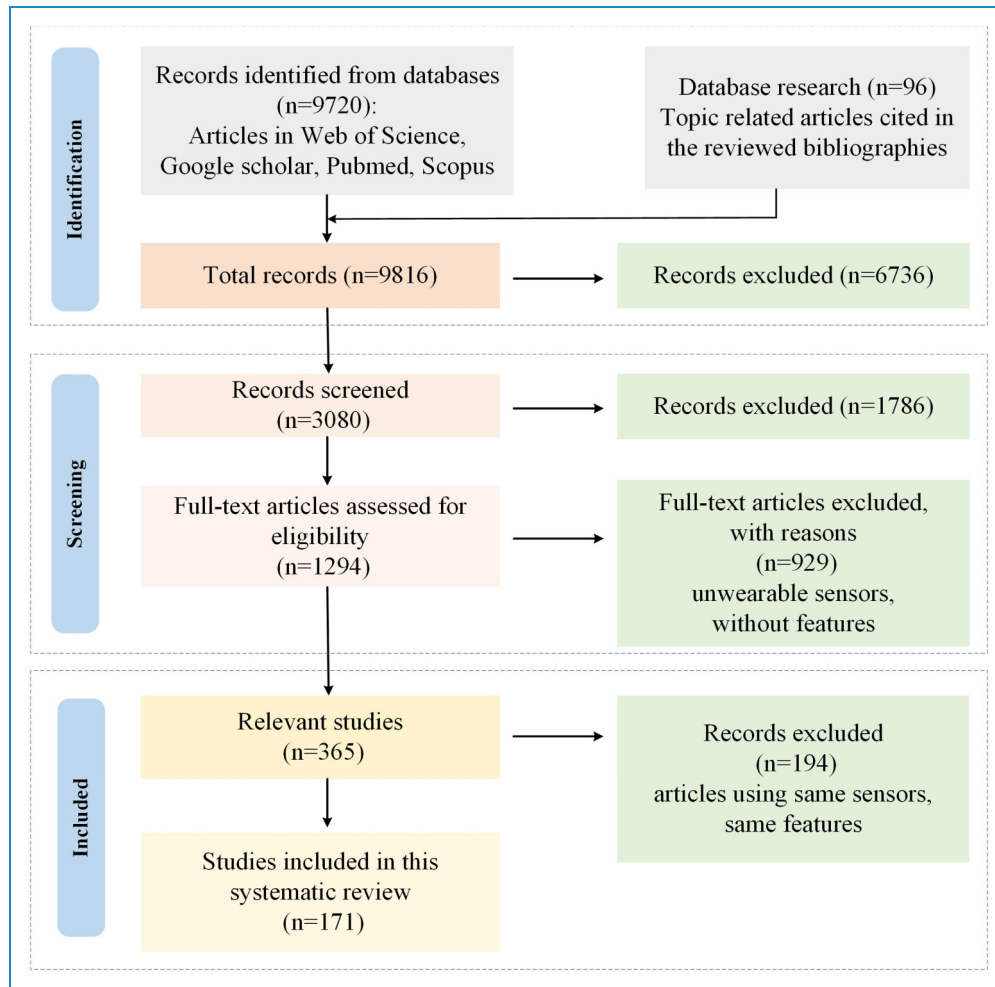 Identification
Records identified from databases
(n=9720):
Articles in Web of Science,
Google scholar, Pubmed, Scopus
Database research (n=96)
Topic related articles cited in
the reviewed bibliographies
Total records (n=9816)
Records excluded (n=6736)
Screening
Records screened
(n=3080)
Records excluded (n=1786)
Full-text articles assessed for
eligibility
(n=1294)
Full-text articles excluded,
with reasons
(n=929)
unwearable sensors,
without features
Included
Relevant studies
(n=365)
Records excluded
(n=194)
articles using same sensors,
same features
Studies included in this
systematic review
(n=171)